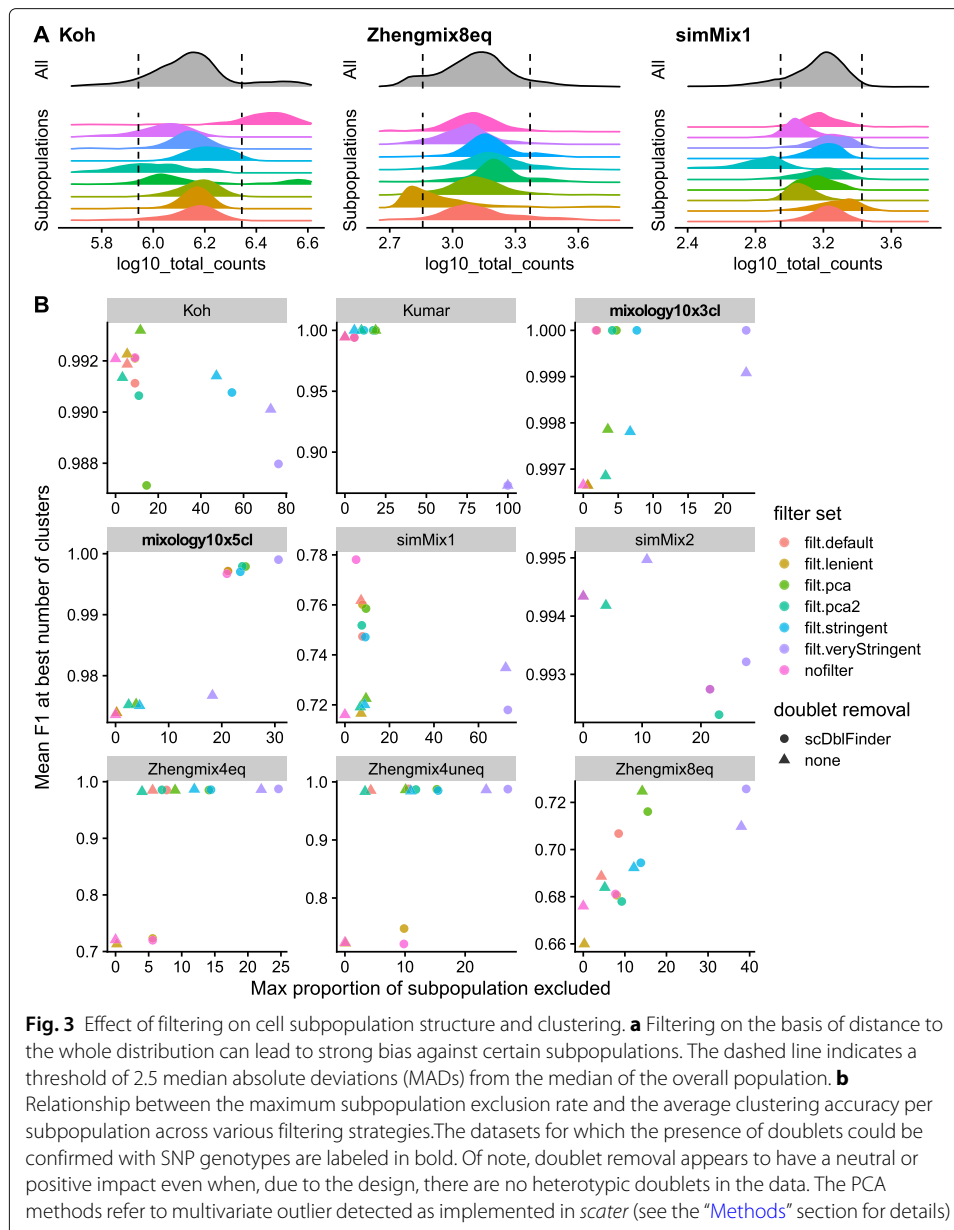 A Koh
Zhengmix8eq
simMix1
All
All
All
Subpopulations
Subpopulations
Subpopulations
5.8 6.0 6.2 6.4 6.6
2.7 3.0 3.3 3.6
2.4 2.8 3.2 3.6
log10_total_counts
log10_total_counts
log10_total_counts
B
Mean F1 at best number of clusters
Koh
0.992
0.990
0.988
0 20 40 60 80
Kumar
1.00
0.95
0.90
0 25 50 75 100
mixology10x3cl
1.000
0.999
0.998
0.997
0 5 10 15 20
mixology10x5cl
1.00
0.99
0.98
0 10 20 30
simMix1
0.78
0.76
0.74
0.72
0 20 40 60
simMix2
0.995
0.994
0.993
0 20
Zhengmix4eq
1.0
0.9
0.8
0.7
0 5 10 15 20 25
Zhengmix4uneq
1.0
0.9
0.8
0 20
Zhengmix8eq
0.72
0.70
0.68
0.66
0 10 20 30 40
Max proportion of subpopulation excluded
filter set
filt.default
filt.lenient
filt.pca
filt.pca2
filt.stringent
filt.veryStringent
nofilter
doublet removal
scDblFinder
none
Fig. 3 Effect of filtering on cell subpopulation structure and clustering. a Filtering on the basis of distance to
the whole distribution can lead to strong bias against certain subpopulations. The dashed line indicates a
threshold of 2.5 median absolute deviations (MADs) from the median of the overall population. b
Relationship between the maximum subpopulation exclusion rate and the average clustering accuracy per
subpopulation across various filtering strategies.The datasets for which the presence of doublets could be
confirmed with SNP genotypes are labeled in bold. Of note, doublet removal appears to have a neutral or
positive impact even when, due to the design, there are no heterotypic doublets in the data. The PCA
methods refer to multivariate outlier detected as implemented in scater (see the “Methods” section for details)